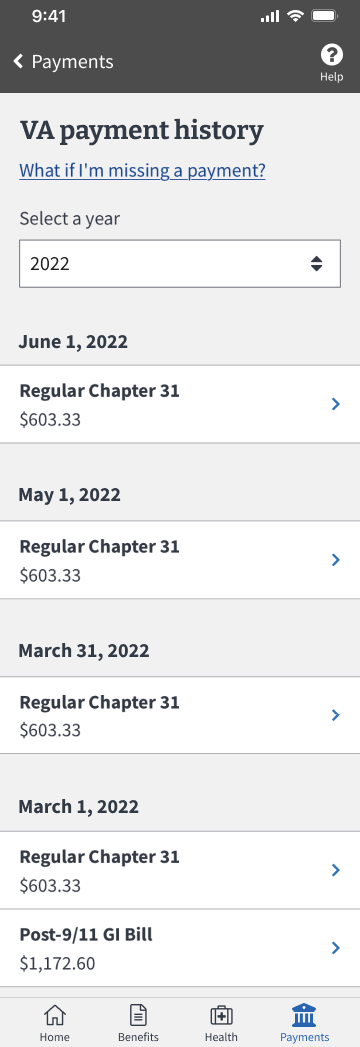 9:41
Payments
Help
VA payment history
What if I'm missing a payment?
Select a year
2022
June 1, 2022
Regular Chapter 31
$603.33
May 1, 2022
Regular Chapter 31
$603.33
March 31, 2022
Regular Chapter 31
$603.33
March 1, 2022
Regular Chapter 31
$603.33
Post-9/11 GI Bill
$1,172.60
Home Benefits Health Payments